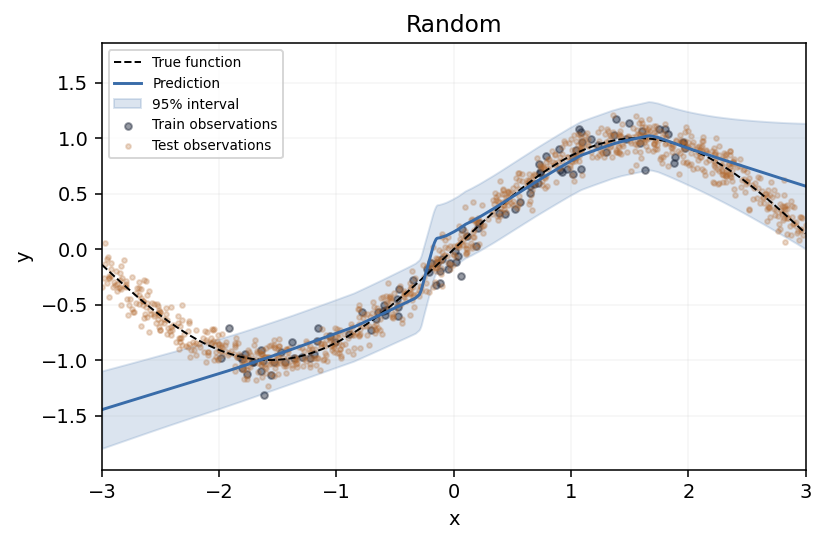 Random
True function
Prediction
95% interval
Train observations
Test observations
1.5
1.0
0.5
0.0
−0.5
−1.0
−1.5
y
−3 −2 −1 0 1 2 3
x